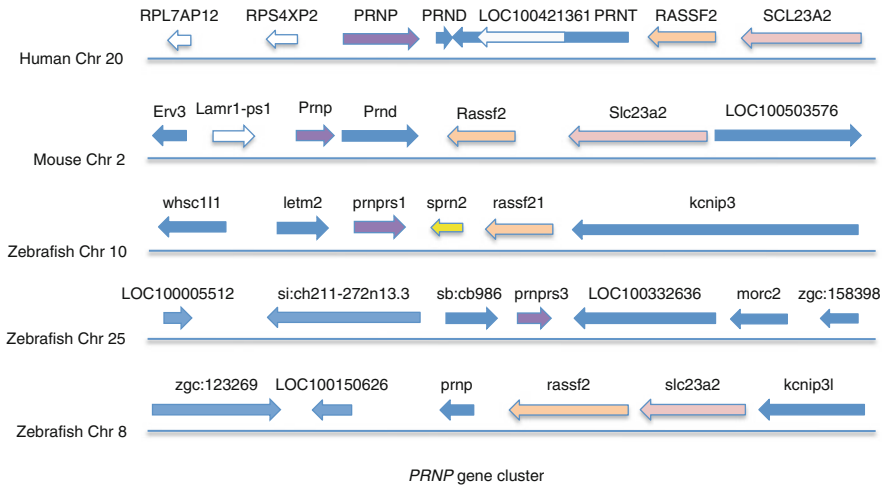 RPL7AP12 RPS4XP2 PRNP PRND LOC100421361 PRNT RASSF2 SCL23A2
Human Chr 20
Erv3 Lamr1-ps1 Prnp Prnd Rassf2 Slc23a2 LOC100503576
Mouse Chr 2
whsc1l1 letm2 prnprs1 sprn2 rassf21 kcnip3
Zebrafish Chr 10
LOC100005512 si:ch211-272n13.3 sb:cb986 prnprs3 LOC100332636 morc2 zgc:158398
Zebrafish Chr 25
zgc:123269 LOC100150626 prnp rassf2 slc23a2 kcnip3l
Zebrafish Chr 8
PRNP gene cluster